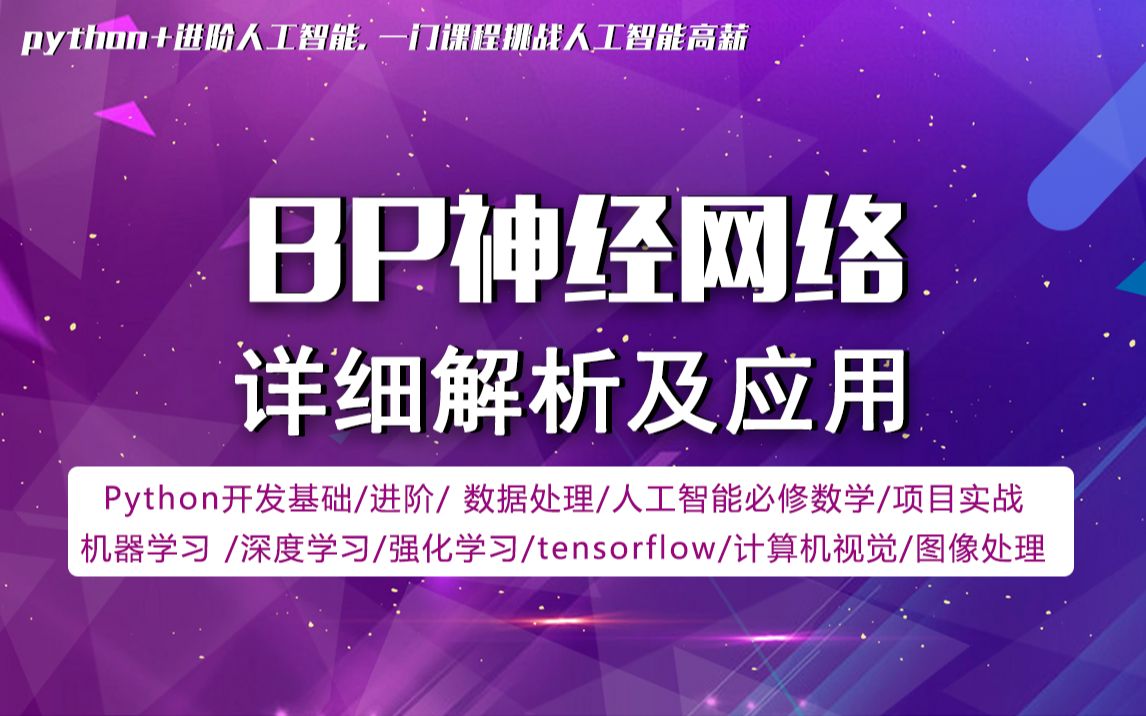 python+进阶人工智能,一门课程挑战人工智能高薪
BP神经网络
详细解析及应用
Python开发基础/进阶/ 数据处理/人工智能必修数学/项目实战
机器学习 /深度学习/强化学习/tensorflow/计算机视觉/图像处理